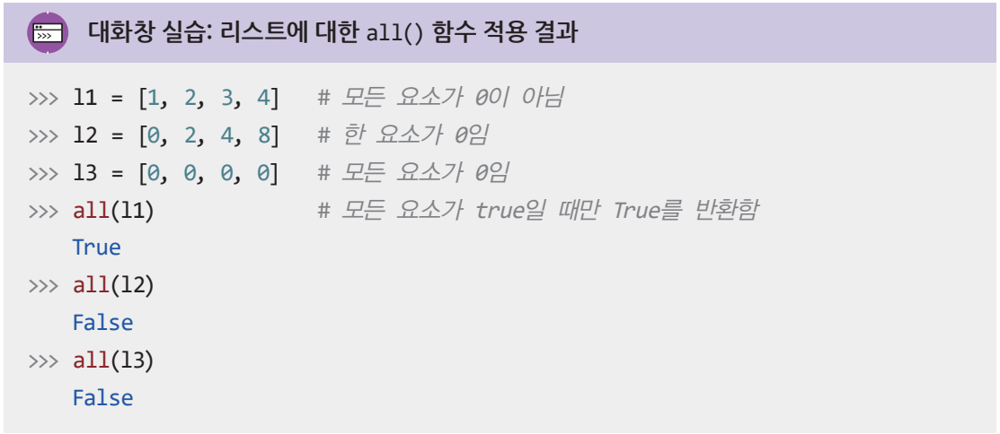 >>>
대화창 실습: 리스트에 대한 all() 함수 적용 결과
>>> l1 = [1, 2, 3, 4]   # 모든 요소가 0이 아님
>>> l2 = [0, 2, 4, 8]   # 한 요소가 0임
>>> l3 = [0, 0, 0, 0]   # 모든 요소가 0임
>>> all(l1)             # 모든 요소가 true일 때만 True를 반환함
True
>>> all(l2)
False
>>> all(l3)
False